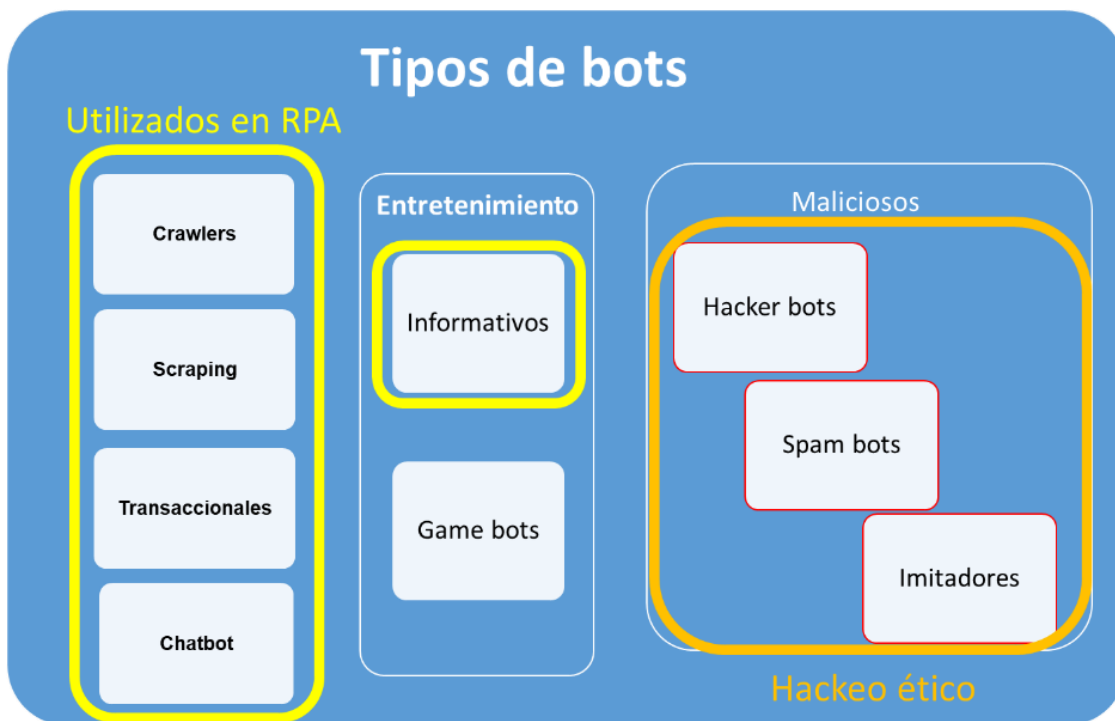 Tipos de bots
Utilizados en RPA
Crawlers
Scraping
Transaccionales
Chatbot
Entretenimiento
Informativos
Game bots
Maliciosos
Hacker bots
Spam bots
Imitadores
Hackeo ético